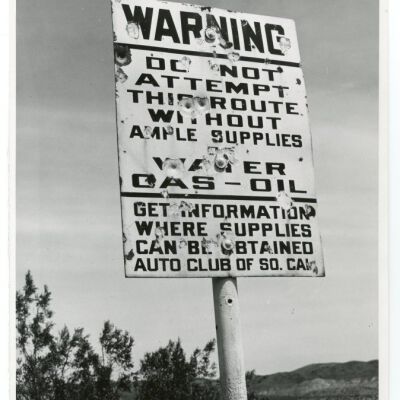 WARNING
DO NOT
ATTEMPT
THIS ROUTE
WITHOUT
AMPLE SUPPLIES
WATER
GAS-OIL
GET INFORMATION
WHERE SUPPLIES
CAN BE OBTAINED
AUTO CLUB OF SO. CAL